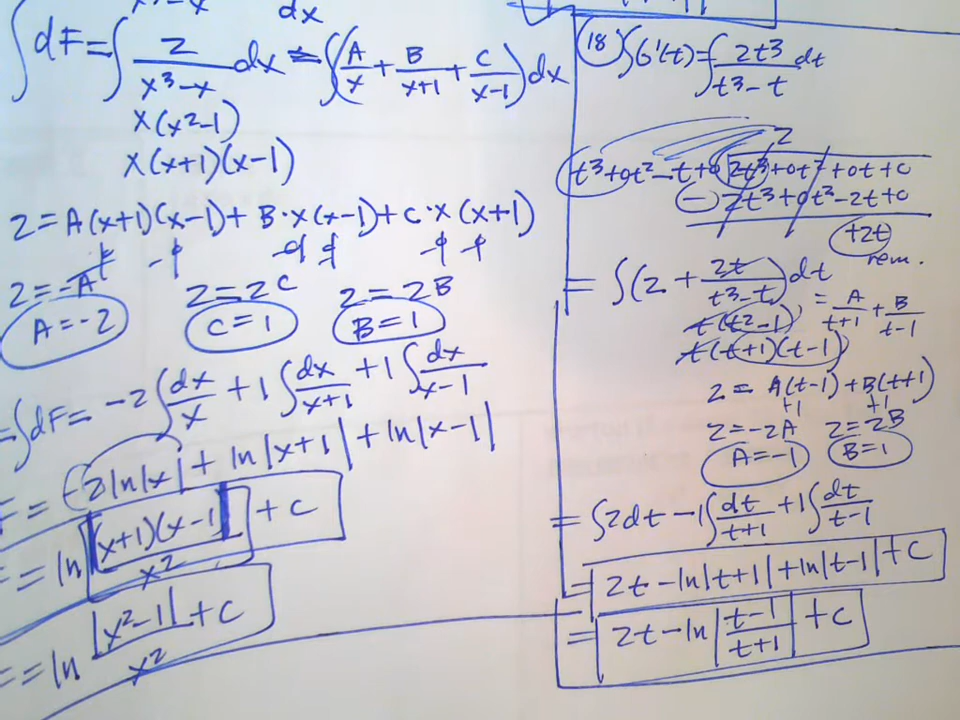 dx
∫dF = ∫ 2/(x³-x) dx = ∫(A/x + B/(x+1) + C/(x-1)) dx
x(x²-1)
x(x+1)(x-1)
2 = A(x+1)(x-1) + B·x(x-1) + C·x(x+1)
2 = -A 2 = 2C 2 = 2B
A = -2 C = 1 B = 1
= ∫dF = -2∫dx/x + 1∫dx/(x+1) + 1∫dx/(x-1)
F = -2ln|x| + ln|x+1| + ln|x-1|
= ln |(x+1)(x-1)|/x² + C
= ln |x²-1|/x² + C
(18) ∫G'(t) = ∫ 2t³/(t³-t) dt
2
t³+0t²-t+0 2t³+0t²+0t+0
(-) 2t³+0t²-2t+0
+2t
rem.
= ∫(2 + 2t/(t³-t)) dt
t(t²-1) = A/(t+1) + B/(t-1)
t(t+1)(t-1)
2 = A(t-1) + B(t+1)
+1 +1
2 = -2A 2 = 2B
A = -1 B = 1
= ∫2dt - 1∫dt/(t+1) + 1∫dt/(t-1)
= 2t - ln|t+1| + ln|t-1| + C
= 2t - ln|(t-1)/(t+1)| + C